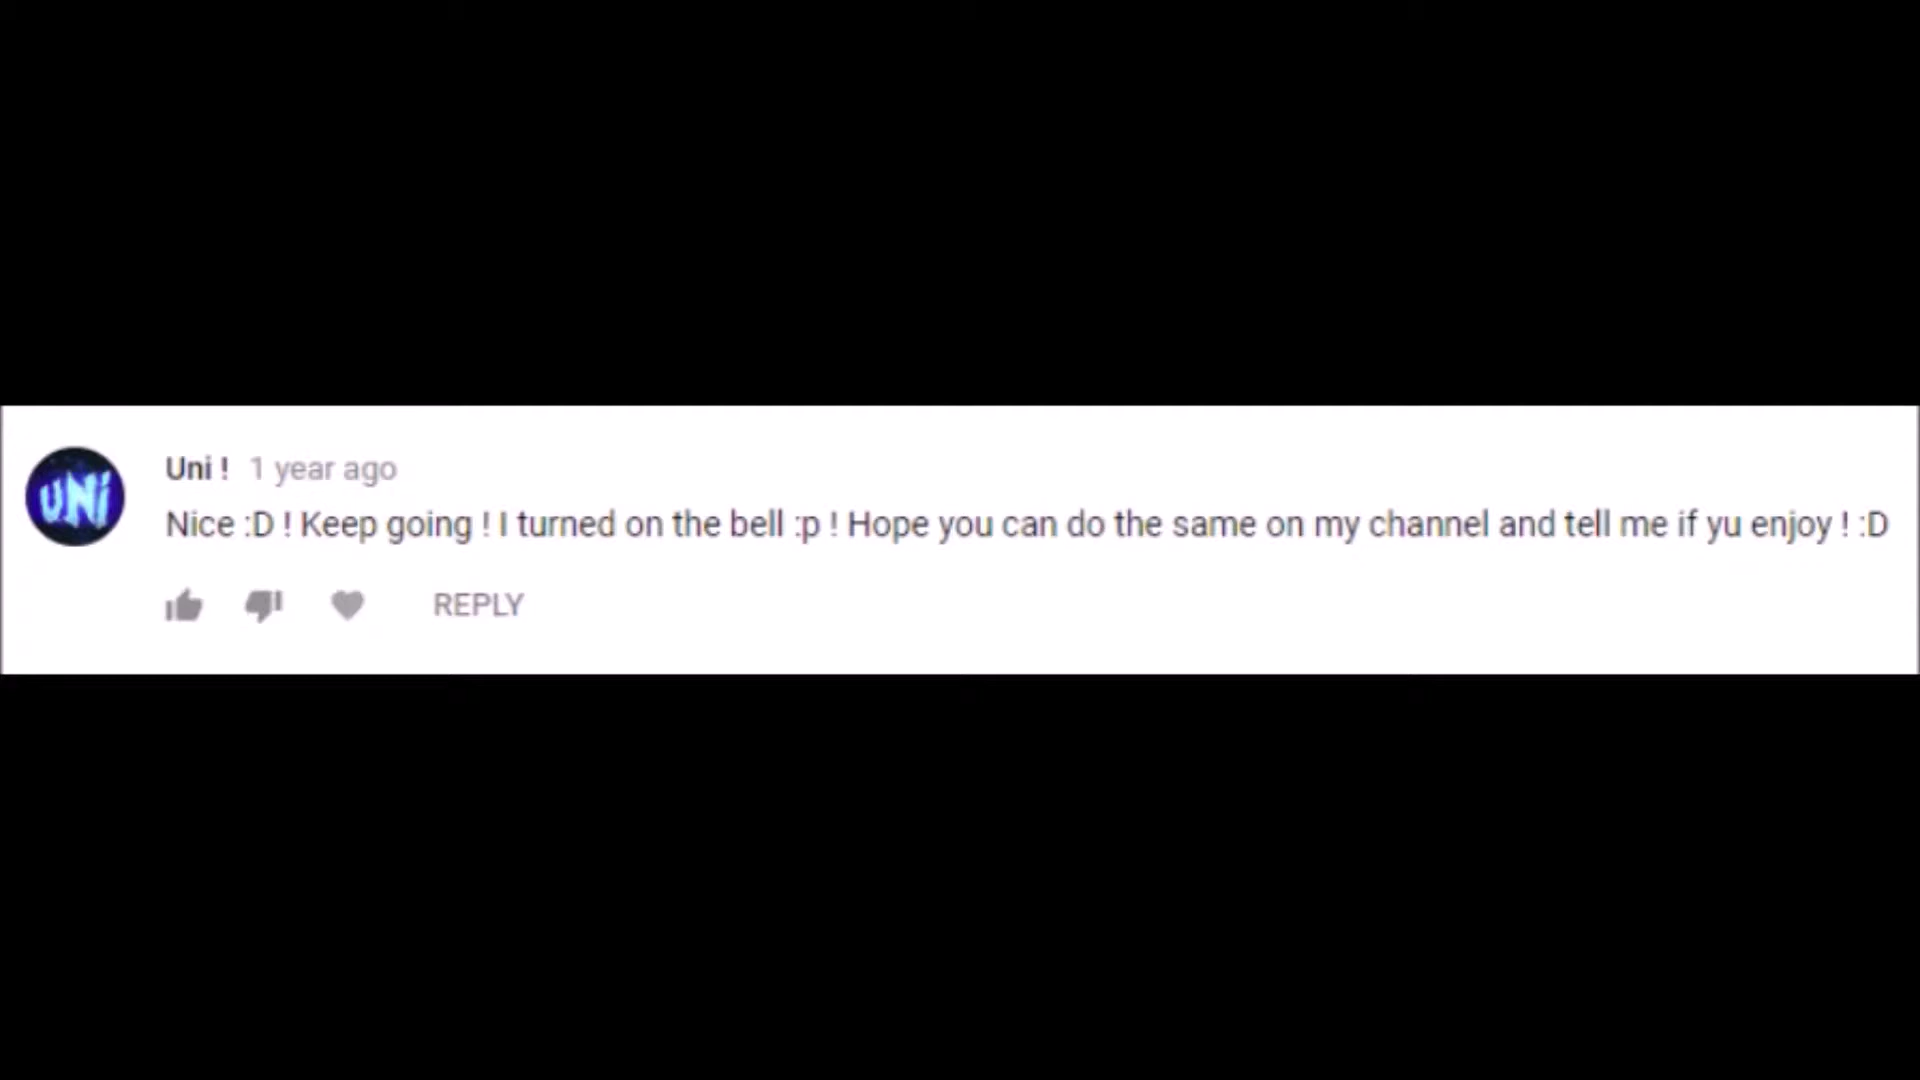 UNi
Uni ! 1 year ago
Nice :D ! Keep going ! I turned on the bell :p ! Hope you can do the same on my channel and tell me if yu enjoy ! :D
REPLY